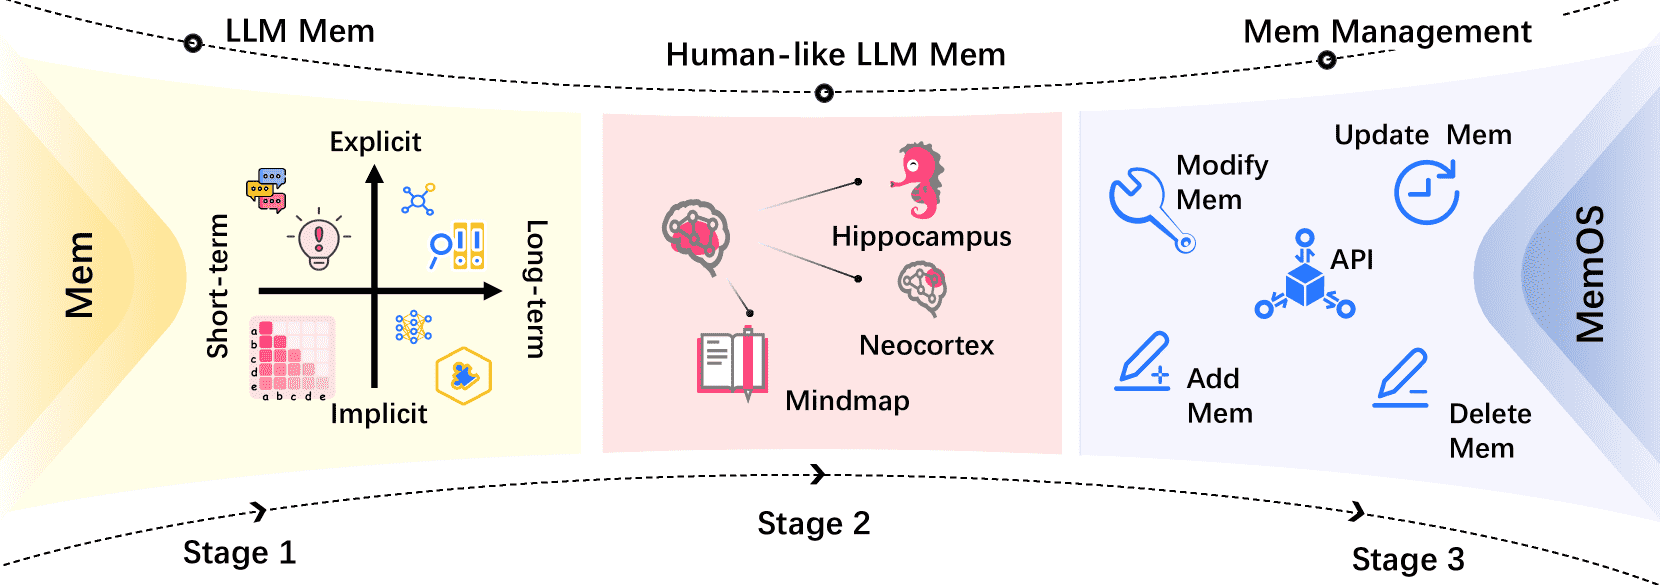 LLM Mem
Human-like LLM Mem
Mem Management
Mem
Explicit
Short-term
Long-term
a
b
c
d
e
a b c d e
Implicit
Hippocampus
Neocortex
Mindmap
Modify
Mem
Update Mem
API
Add
Mem
Delete
Mem
MemOS
Stage 1
Stage 2
Stage 3